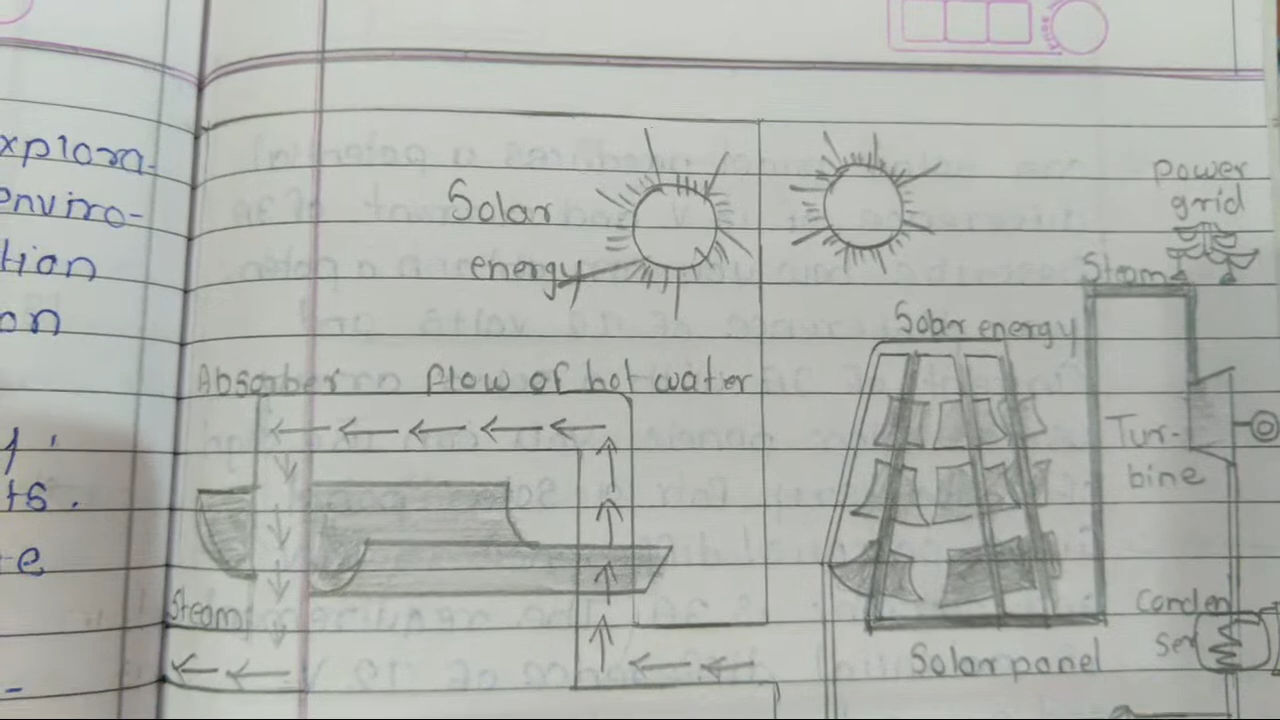 xplora-
enviro-
tion
on
ts.
e
Solar
energy
Absorber
flow of hot water
Steam
power
grid
Steam
Solar energy
Tur-
bine
Conden
ser
Solar panel